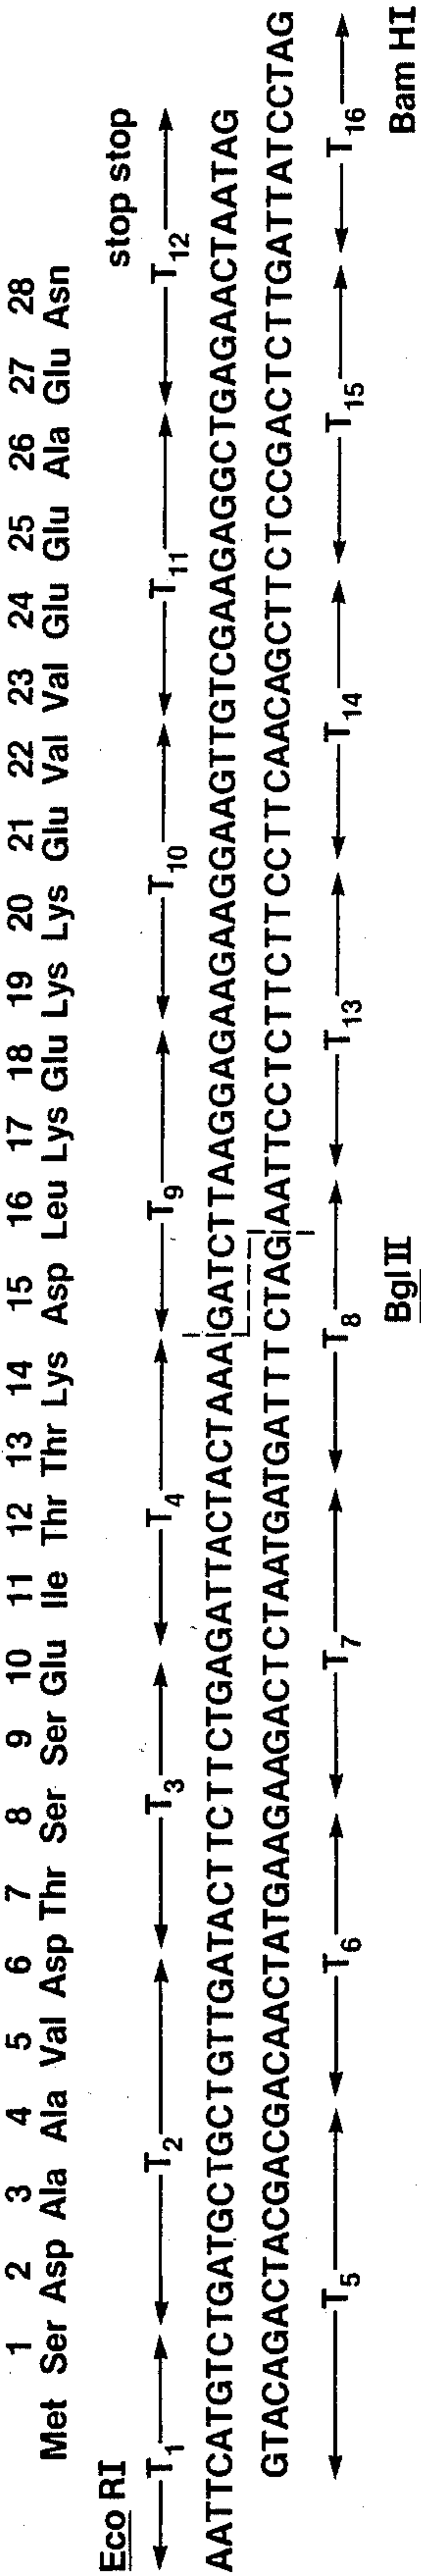 1 2 3 4 5 6 7 8 9 10 11 12 13 14 15 16 17 18 19 20 21 22 23 24 25 26 27 28
Met Ser Asp Ala Ala Val Asp Thr Ser Ser Glu Ile Thr Thr Lys Asp Leu Lys Glu Lys Lys Glu Val Val Glu Glu Ala Glu Asn stop stop
Eco RI
T1 T2 T3 T4 T9 T10 T11 T12
AATTCATGTCTGATGCTGCTGTTGATACTTCTTCTGAGATTACTACTAAAGATCTTAAGGAGAAGAAGGAAGTTGTCGAAGAGGCTGAGAACTAATAG
GTACAGACTACGACGACAACTATGAAGAAGACTCTAATGATGATTTCTAGAATTCCTCTTCTTCCTTCAACAGCTTCTCCGACTCTTGATTATCCTAG
T5 T6 T7 T8 T13 T14 T15 T16
Bgl II Bam HI